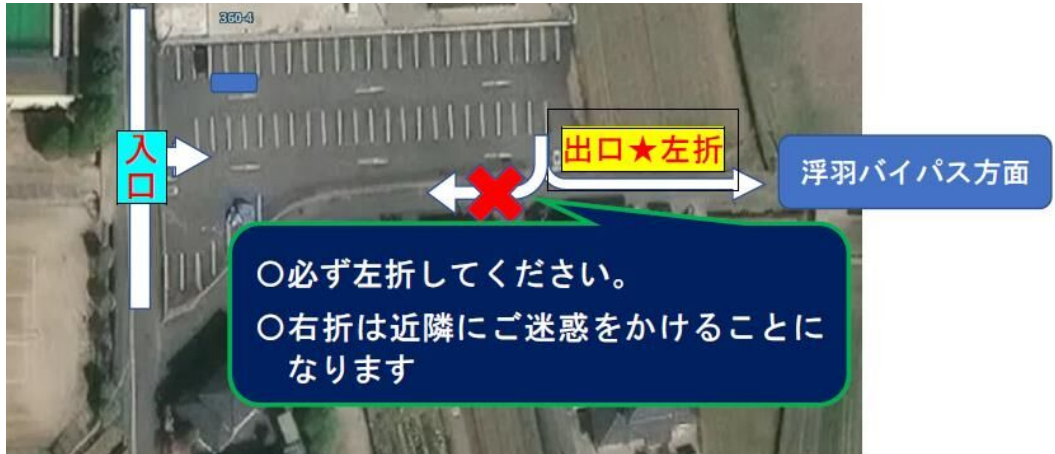 360-4
入
口
出口★左折
浮羽バイパス方面
○必ず左折してください。
○右折は近隣にご迷惑をかけることに
なります